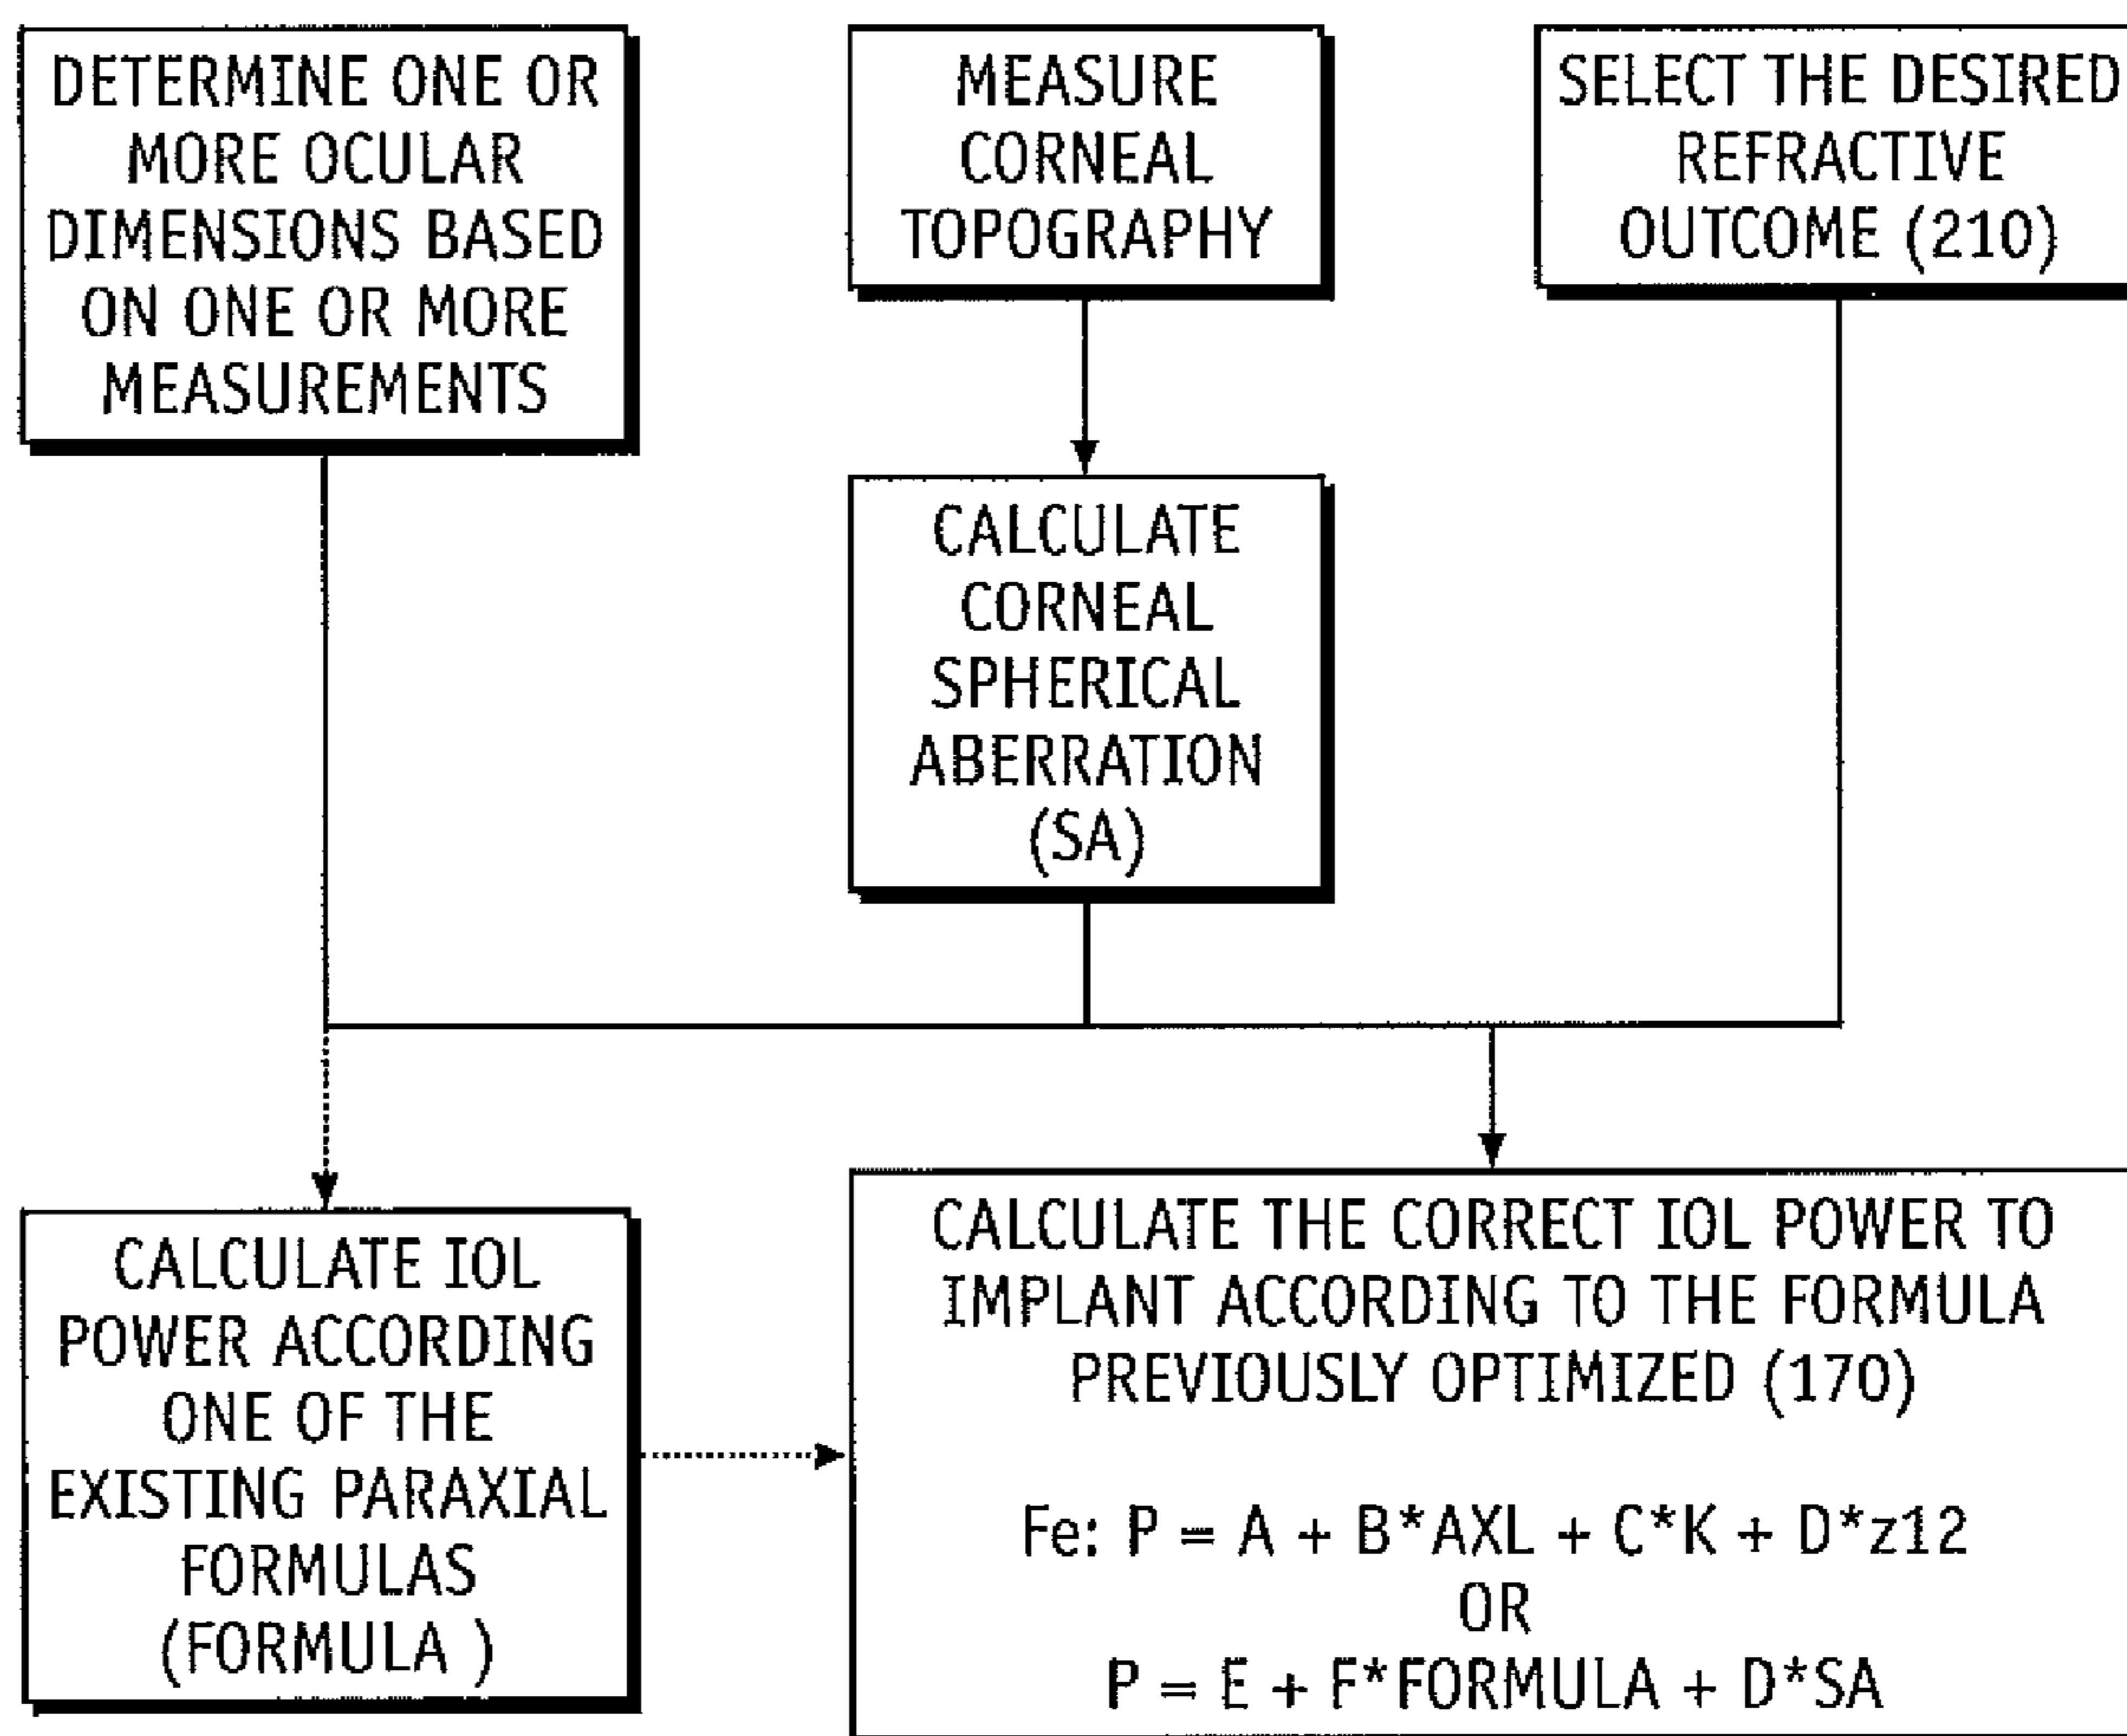 DETERMINE ONE OR
MORE OCULAR
DIMENSIONS BASED
ON ONE OR MORE
MEASUREMENTS
MEASURE
CORNEAL
TOPOGRAPHY
SELECT THE DESIRED
REFRACTIVE
OUTCOME (210)
CALCULATE
CORNEAL
SPHERICAL
ABERRATION
(SA)
CALCULATE IOL
POWER ACCORDING
ONE OF THE
EXISTING PARAXIAL
FORMULAS
(FORMULA )
CALCULATE THE CORRECT IOL POWER TO
IMPLANT ACCORDING TO THE FORMULA
PREVIOUSLY OPTIMIZED (170)
Fe: P = A + B*AXL + C*K + D*z12
OR
P = E + F*FORMULA + D*SA